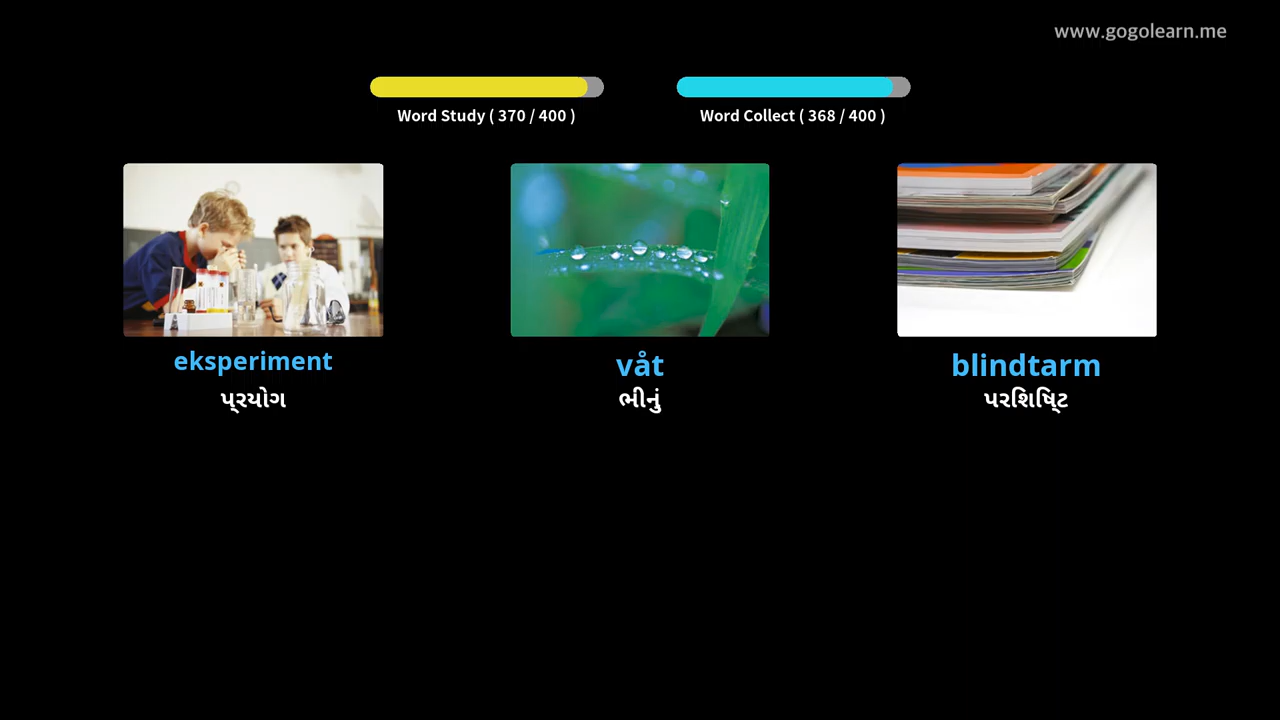 www.gogolearn.me
Word Study ( 370 / 400 )
Word Collect ( 368 / 400 )
eksperiment
våt
blindtarm
પ્રયોગ
ભીનું
પરિશિષ્ટ